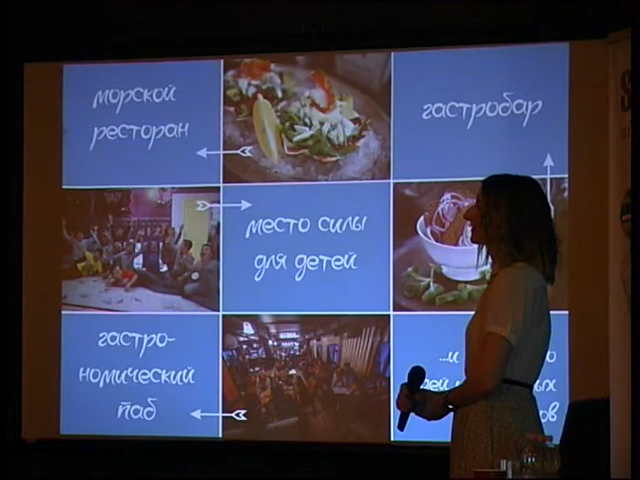 морской
ресторан
гастробар
место силы
для детей
гастро-
номический
паб
...и